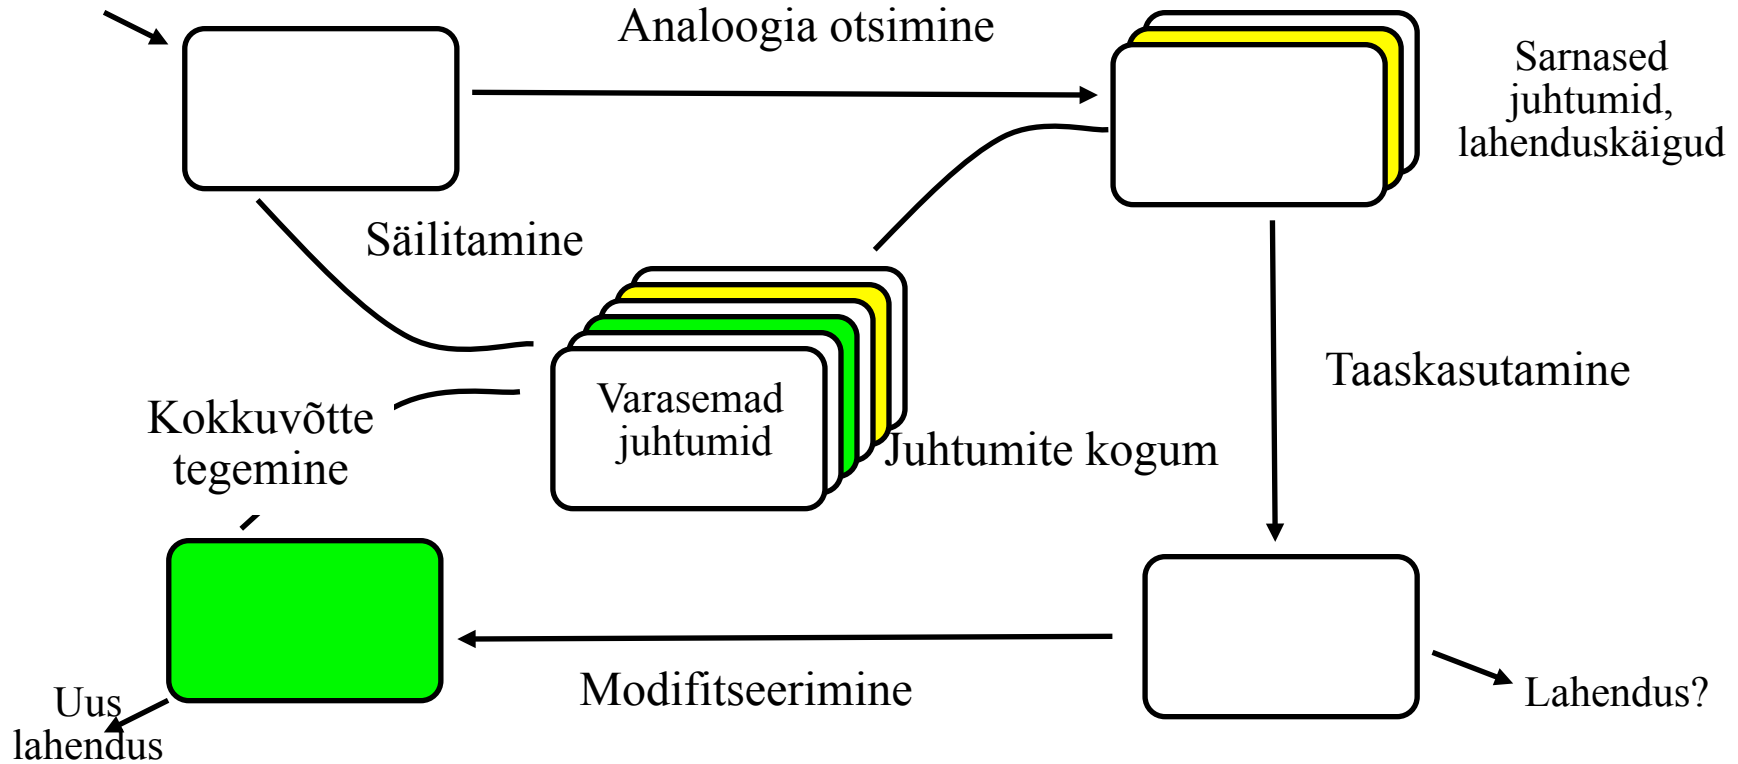 Analoogia otsimine
Sarnased
juhtumid,
lahenduskäigud
Säilitamine
Taaskasutamine
Varasemad
juhtumid
Kokkuvõtte
tegemine
Juhtumite kogum
Modifitseerimine
Uus
lahendus
Lahendus?